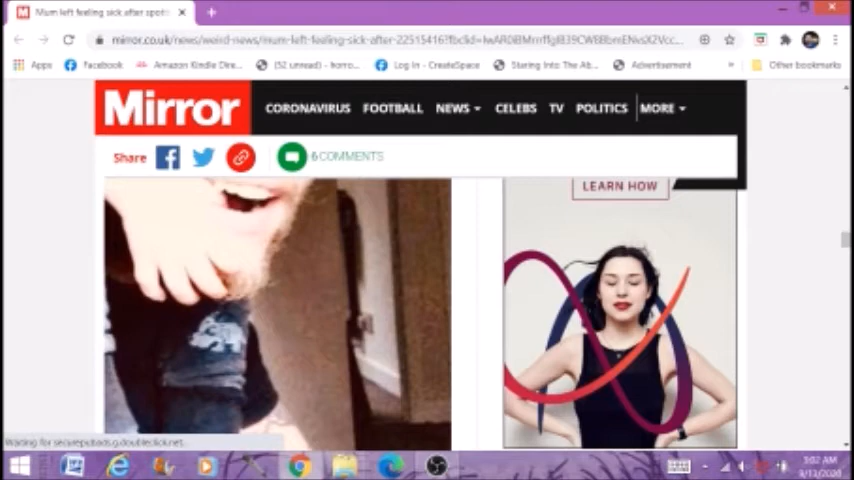 Mum left feeling sick after spott
mirror.co.uk/news/weird-news/mum-left-feeling-sick-after-22515416?fbclid=
Apps Facebook Amazon Kindle Dire... (52 unread) - horro... Log In - CreateSpace Staring Into The Ab... Advertisement » Other bookmarks
Mirror CORONAVIRUS FOOTBALL NEWS CELEBS TV POLITICS MORE
Share 6 COMMENTS
LEARN HOW
Waiting for securepubads.g.doubleclick.net...
3:02 AM